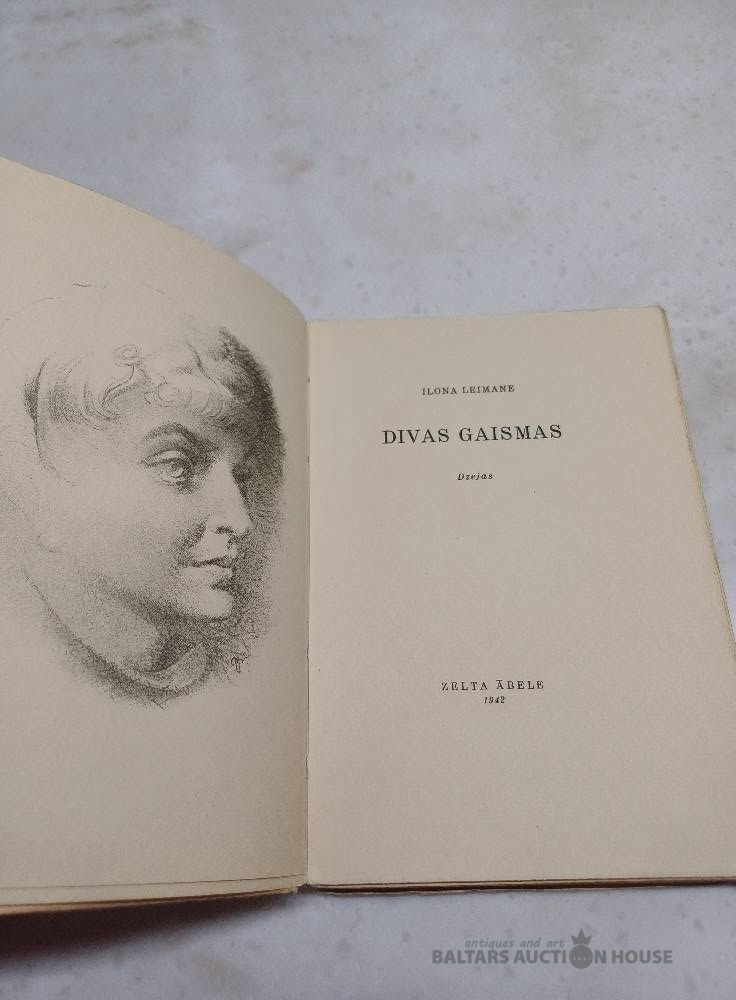 ILONA LEIMANE
DIVAS GAISMAS
Dzejas
ZELTA ĀBELE
1942
antiques and art
BALTARS AUCTION HOUSE